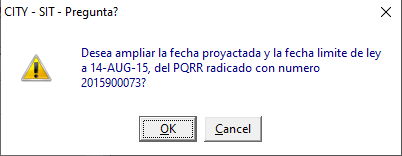 CITY - SIT - Pregunta?
Desea ampliar la fecha proyactada y la fecha limite de ley
a 14-AUG-15, del PQRR radicado con numero
2015900073?
OK
Cancel